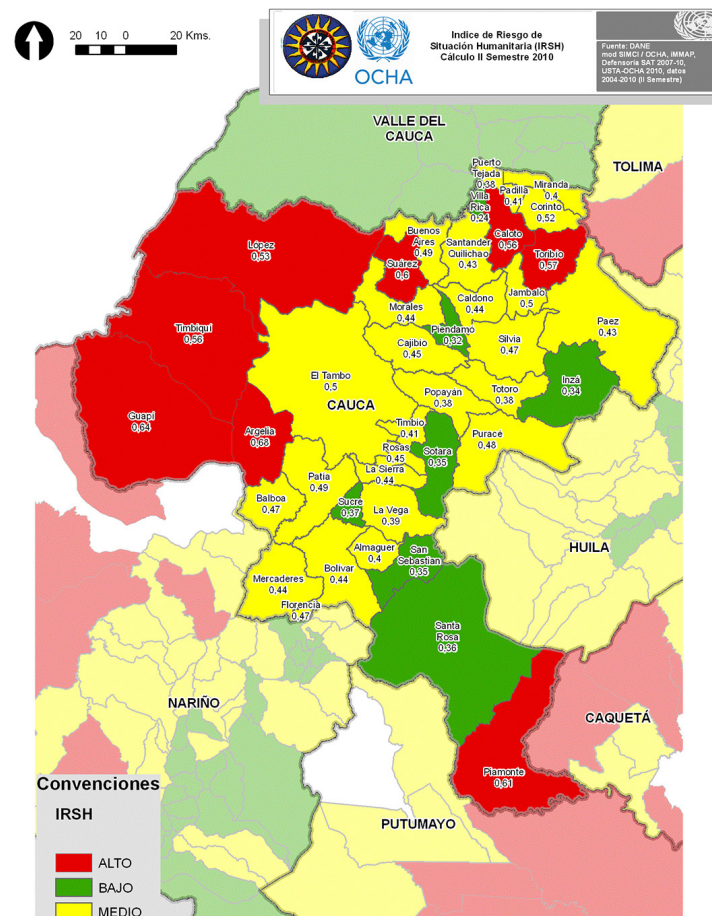 20 10 0 20 Kms.
Indice de Riesgo de
Situación Humanitaria (IRSH)
Cálculo II Semestre 2010
OCHA
Fuente: DANE
mod SIMCI / OCHA, IMMAP,
Defensoria SAT 2007-10,
USTA-OCHA 2010, datos
2004-2010 (II Semestre)
VALLE DEL
CAUCA
TOLIMA
Puerto
Tejada
0,38
Padilla
0,41
Miranda
0,4
Villa
Rica
0,24
Corinto
0,52
Caloto
0,56
Toribio
0,57
Buenos
Aires
0,49
Santander
Quilichao
0,43
López
0,53
Suárez
0,6
Morales
0,44
Caldono
0,44
Jambalo
0,5
Paez
0,43
Timbiquí
0,56
Piendamó
0,32
Cajibio
0,45
Silvia
0,47
El Tambo
0,5
Inzá
0,34
Popayán
0,38
Totoro
0,38
CAUCA
Guapí
0,64
Argelia
0,68
Timbio
0,41
Puracé
0,48
Rosas
0,45
Sotara
0,35
La Sierra
0,44
Patia
0,49
Balboa
0,47
Sucre
0,37
La Vega
0,39
HUILA
Almaguer
0,4
San
Sebastian
0,35
Bolivar
0,44
Mercaderes
0,44
Florencia
0,47
Santa
Rosa
0,36
NARIÑO
CAQUETÁ
Piamonte
0,61
PUTUMAYO
Convenciones
IRSH
ALTO
BAJO
MEDIO